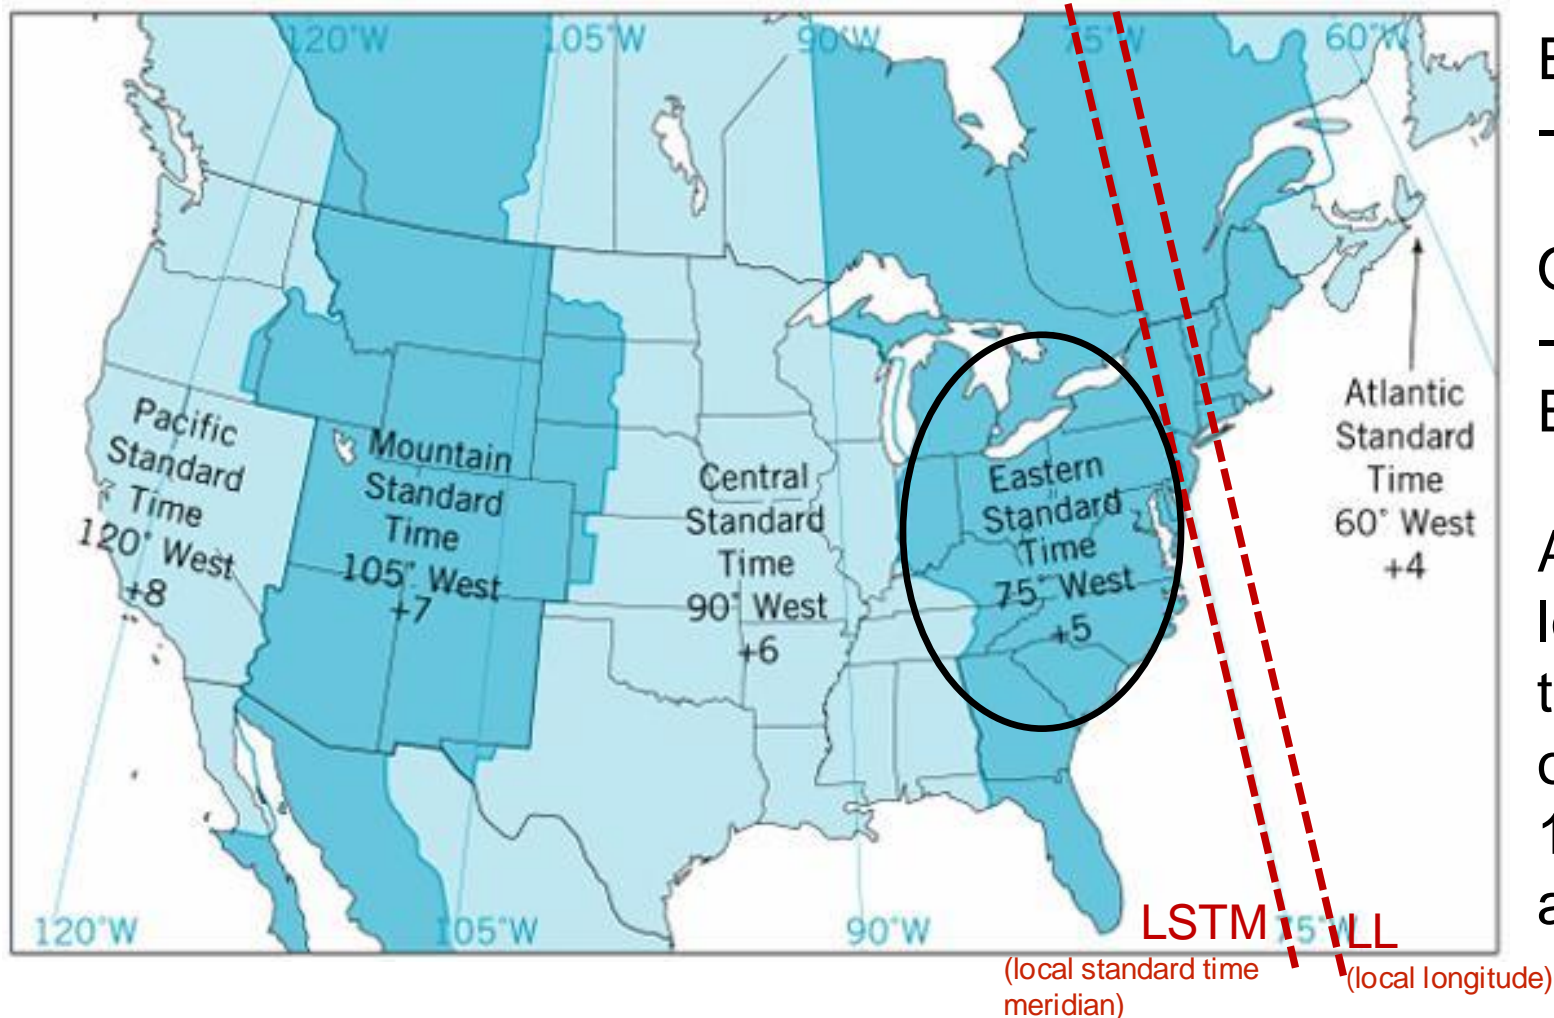 120°W
105°W
90°W
75°W
60°W
Pacific
Standard
Time
120° West
+8
Mountain
Standard
Time
105° West
+7
Central
Standard
Time
90° West
+6
Eastern
Standard
Time
75° West
+5
Atlantic
Standard
Time
60° West
+4
120°W
105°W
90°W
75°W
LSTM
(local standard time
meridian)
LL
(local longitude)